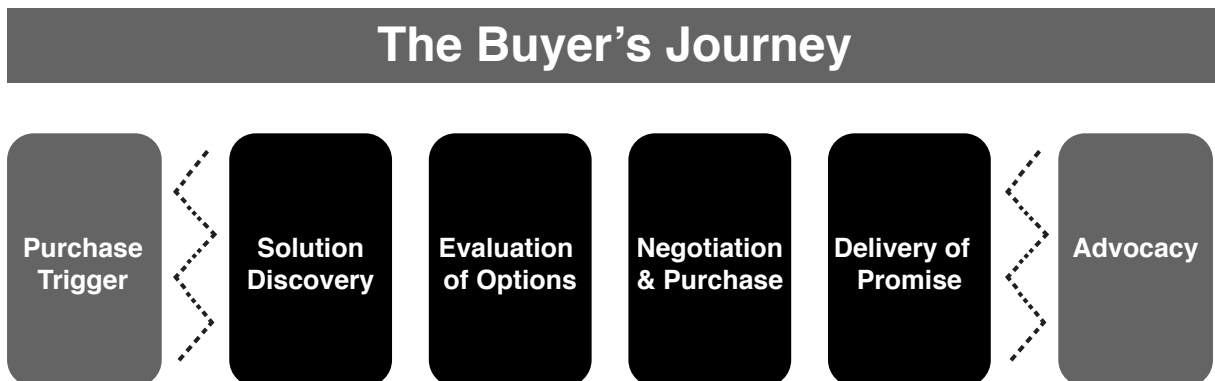 The Buyer’s Journey
Purchase
Trigger
Solution
Discovery
Evaluation
of Options
Negotiation
& Purchase
Delivery of
Promise
Advocacy